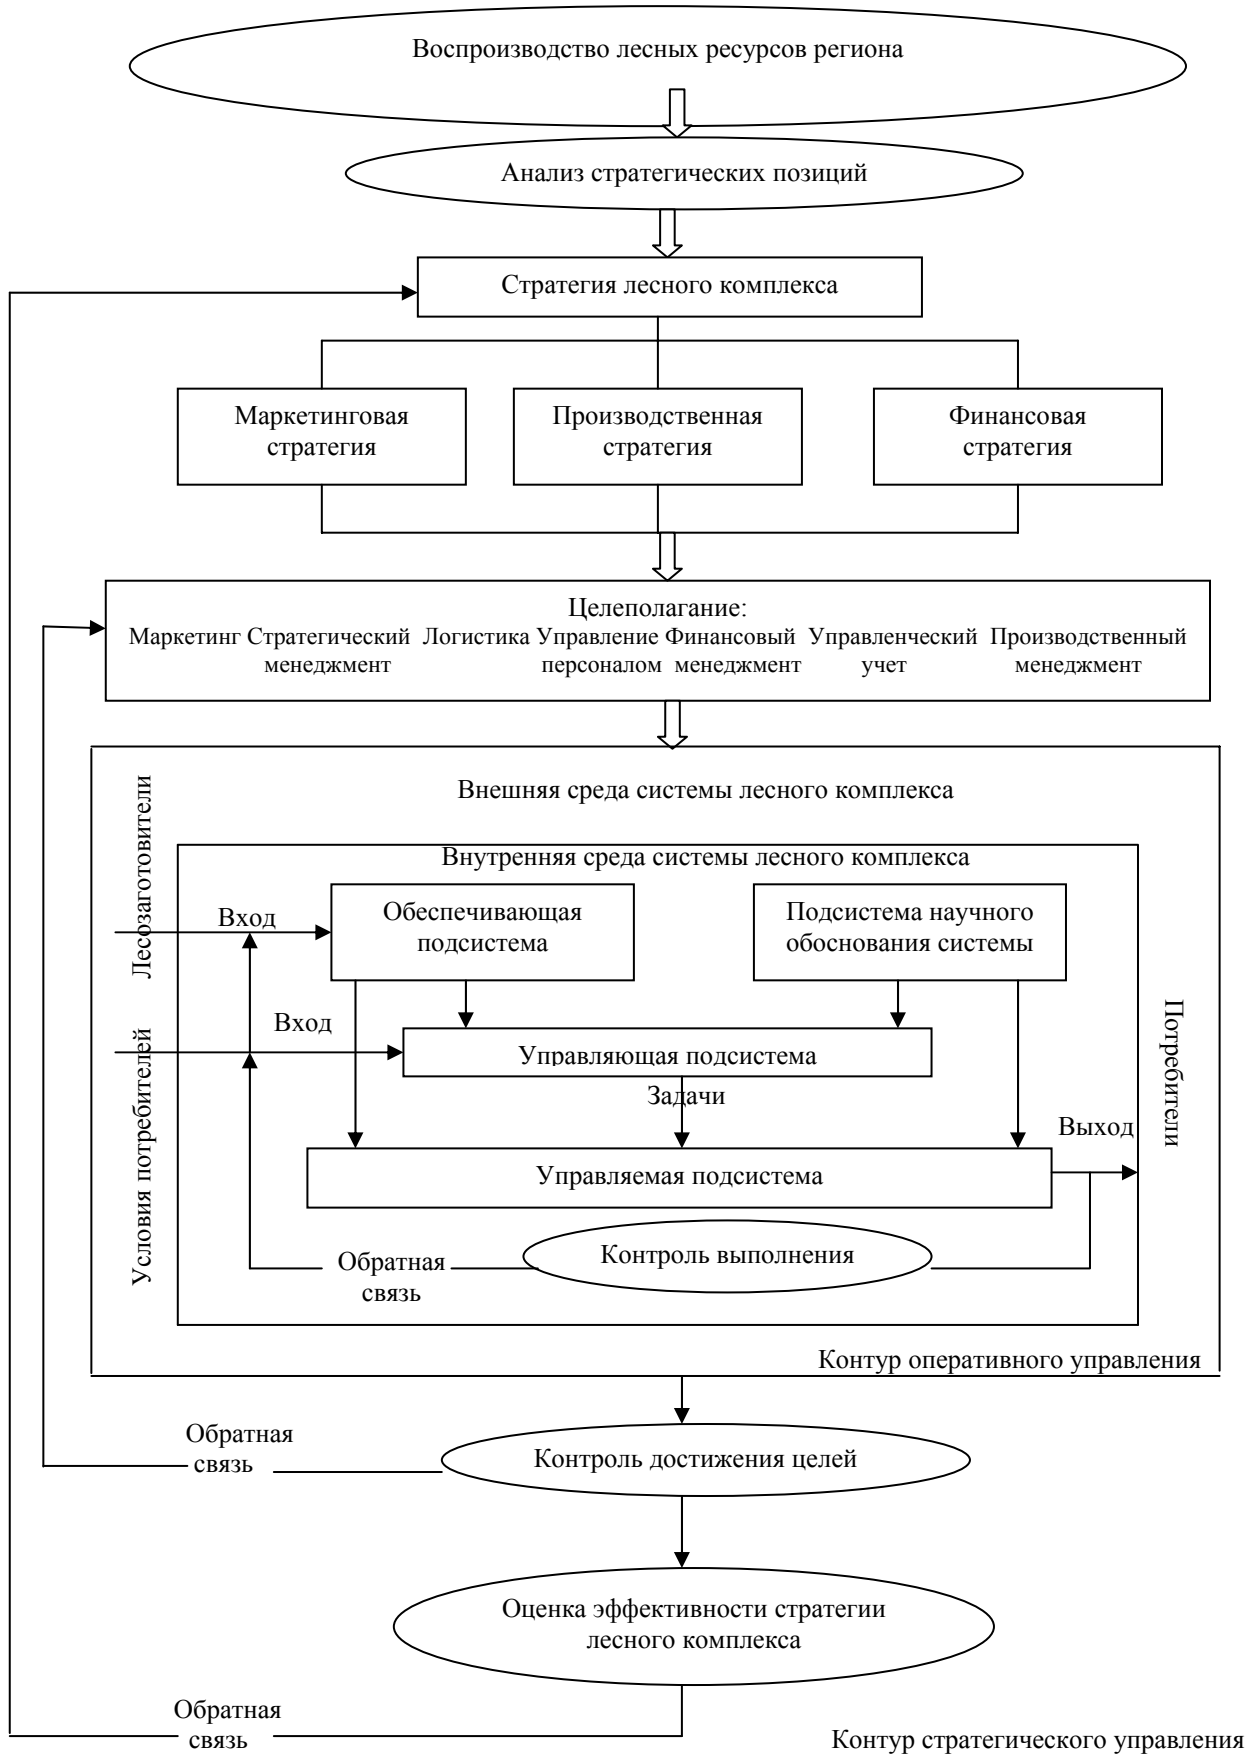 Воспроизводство лесных ресурсов региона
Анализ стратегических позиций
Стратегия лесного комплекса
Маркетинговая
стратегия
Производственная
стратегия
Финансовая
стратегия
Целеполагание:
Маркетинг Стратегический Логистика Управление Финансовый Управленческий Производственный
менеджмент персоналом менеджмент учет менеджмент
Внешняя среда системы лесного комплекса
Лесозаготовители
Внутренняя среда системы лесного комплекса
Вход
Обеспечивающая
подсистема
Подсистема научного
обоснования системы
Вход
Управляющая подсистема
Задачи
Условия потребителей
Потребители
Выход
Управляемая подсистема
Контроль выполнения
Обратная
связь
Контур оперативного управления
Обратная
связь
Контроль достижения целей
Оценка эффективности стратегии
лесного комплекса
Обратная
связь
Контур стратегического управления